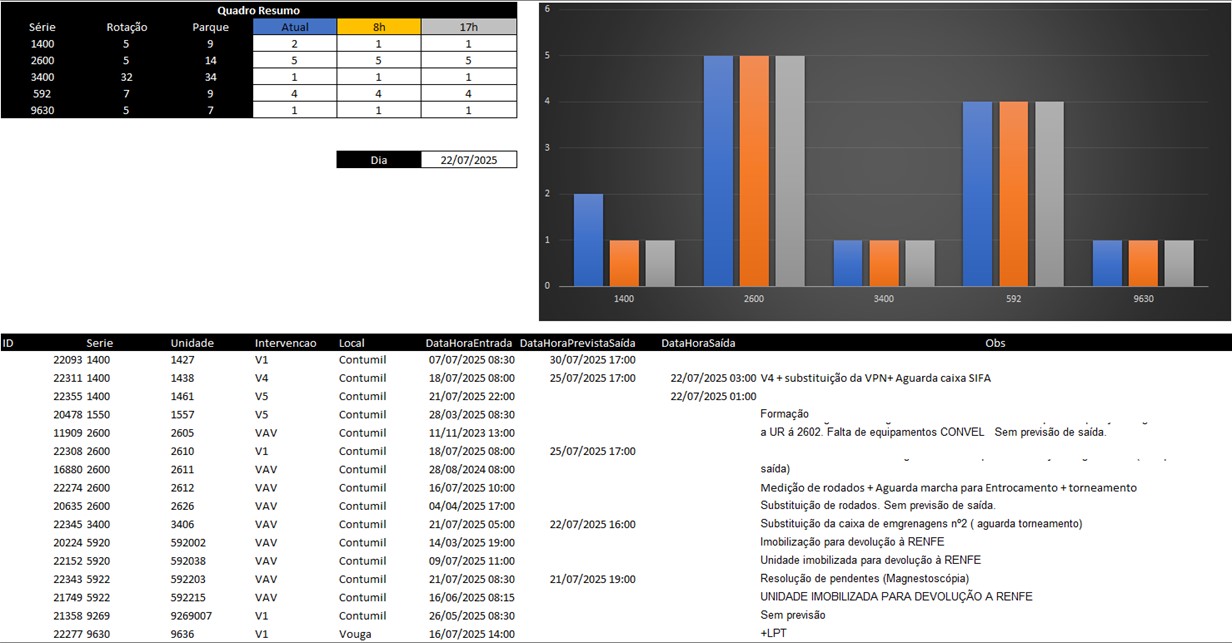 Quadro Resumo
Série Rotação Parque Atual 8h 17h
1400 5 9 2 1 1
2600 5 14 5 5 5
3400 32 34 1 1 1
592 7 9 4 4 4
9630 5 7 1 1 1
Dia 22/07/2025
6
5
4
3
2
1
0
1400 2600 3400 592 9630
ID Serie Unidade Intervencao Local DataHoraEntrada DataHoraPrevistaSaída DataHoraSaída Obs
22093 1400 1427 V1 Contumil 07/07/2025 08:30 30/07/2025 17:00
22311 1400 1438 V4 Contumil 18/07/2025 08:00 25/07/2025 17:00 22/07/2025 03:00 V4 + substituição da VPN+ Aguarda caixa SIFA
22355 1400 1461 V5 Contumil 21/07/2025 22:00 22/07/2025 01:00
20478 1550 1557 V5 Contumil 28/03/2025 08:30 Formação
11909 2600 2605 VAV Contumil 11/11/2023 13:00 a UR á 2602. Falta de equipamentos CONVEL Sem previsão de saída.
22308 2600 2610 V1 Contumil 18/07/2025 08:00 25/07/2025 17:00
16880 2600 2611 VAV Contumil 28/08/2024 08:00 saída)
22274 2600 2612 VAV Contumil 16/07/2025 10:00 Medição de rodados + Aguarda marcha para Entrocamento + torneamento
20635 2600 2626 VAV Contumil 04/04/2025 17:00 Substituição de rodados. Sem previsão de saída.
22345 3400 3406 VAV Contumil 21/07/2025 05:00 22/07/2025 16:00 Substituição da caixa de emgrenagens nº2 ( aguarda torneamento)
20224 5920 592002 VAV Contumil 14/03/2025 19:00 Imobilização para devolução à RENFE
22152 5920 592038 VAV Contumil 09/07/2025 11:00 Unidade imobilizada para devolução à RENFE
22343 5922 592203 VAV Contumil 21/07/2025 08:30 21/07/2025 19:00 Resolução de pendentes (Magnestoscópia)
21749 5922 592215 VAV Contumil 16/06/2025 08:15 UNIDADE IMOBILIZADA PARA DEVOLUÇÃO A RENFE
21358 9269 9269007 V1 Contumil 26/05/2025 08:30 Sem previsão
22277 9630 9636 V1 Vouga 16/07/2025 14:00 +LPT